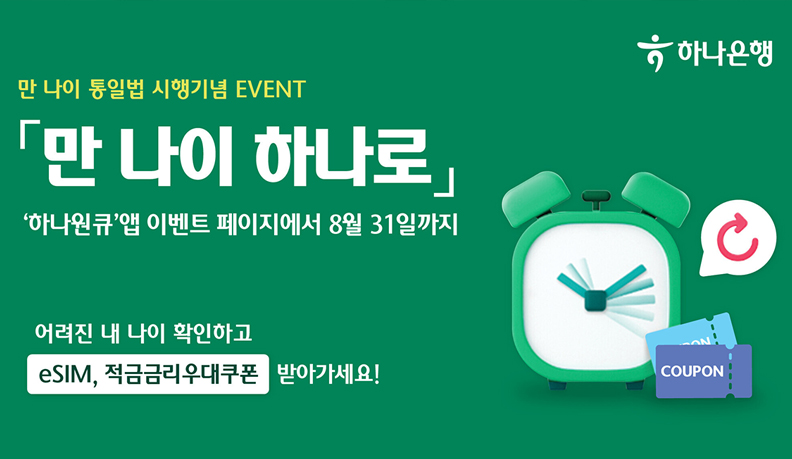 하나은행
만 나이 통일법 시행기념 EVENT
「만 나이 하나로」
‘하나원큐’앱 이벤트 페이지에서 8월 31일까지
어려진 내 나이 확인하고
eSIM, 적금금리우대쿠폰 받아가세요!
COUPON